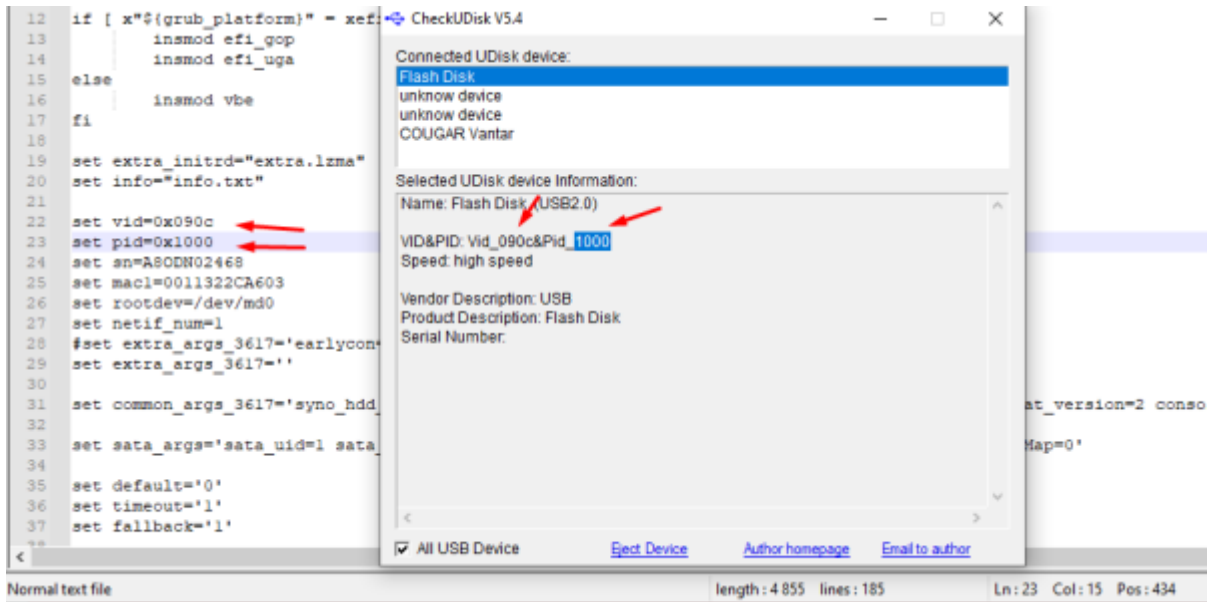 12 if [ x"${grub_platform}" = xefi
13 insmod efi_gop
14 insmod efi_uga
15 else
16 insmod vbe
17 fi
18
19 set extra_initrd="extra.lzma"
20 set info="info.txt"
21
22 set vid=0x090c
23 set pid=0x1000
24 set sn=A8ODN02468
25 set mac1=0011322CA603
26 set rootdev=/dev/md0
27 set netif_num=1
28 #set extra_args_3617='earlycon=
29 set extra_args_3617=''
30
31 set common_args_3617='syno_hdd_ at_version=2 conso
32
33 set sata_args='sata_uid=1 sata_ Map=0'
34
35 set default='0'
36 set timeout='1'
37 set fallback='1'
CheckUDisk V5.4
Connected UDisk device:
Flash Disk
unknow device
unknow device
COUGAR Vantar
Selected UDisk device Information:
Name: Flash Disk (USB2.0)
VID&PID: Vid_090c&Pid_1000
Speed: high speed
Vendor Description: USB
Product Description: Flash Disk
Serial Number:
All USB Device Eject Device Author homepage Email to author
Normal text file length : 4 855 lines : 185 Ln : 23 Col : 15 Pos : 434